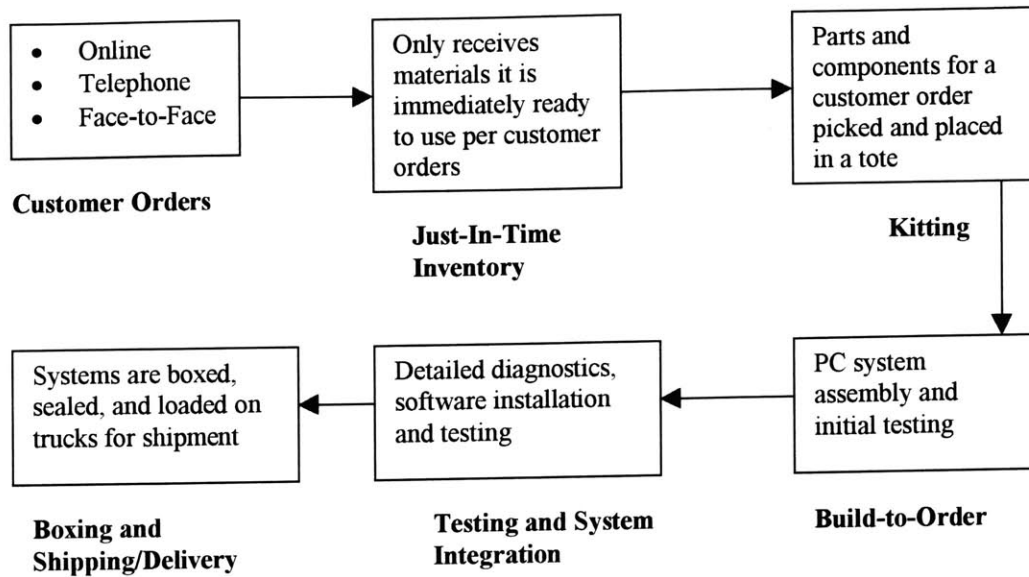 • Online
• Telephone
• Face-to-Face
Customer Orders
Only receives
materials it is
immediately ready
to use per customer
orders
Just-In-Time
Inventory
Parts and
components for a
customer order
picked and placed
in a tote
Kitting
PC system
assembly and
initial testing
Build-to-Order
Detailed diagnostics,
software installation
and testing
Testing and System
Integration
Systems are boxed,
sealed, and loaded on
trucks for shipment
Boxing and
Shipping/Delivery